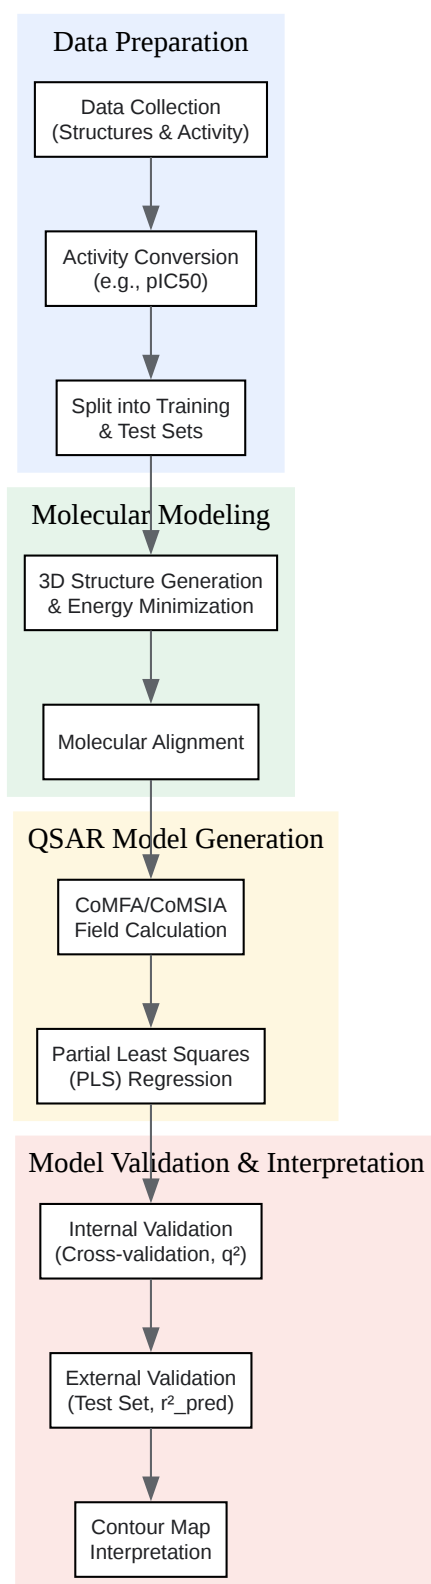 Data Preparation
Data Collection
(Structures & Activity)
Activity Conversion
(e.g., pIC50)
Split into Training
& Test Sets
Molecular Modeling
3D Structure Generation
& Energy Minimization
Molecular Alignment
QSAR Model Generation
CoMFA/CoMSIA
Field Calculation
Partial Least Squares
(PLS) Regression
Model Validation & Interpretation
Internal Validation
(Cross-validation, q²)
External Validation
(Test Set, r²_pred)
Contour Map
Interpretation